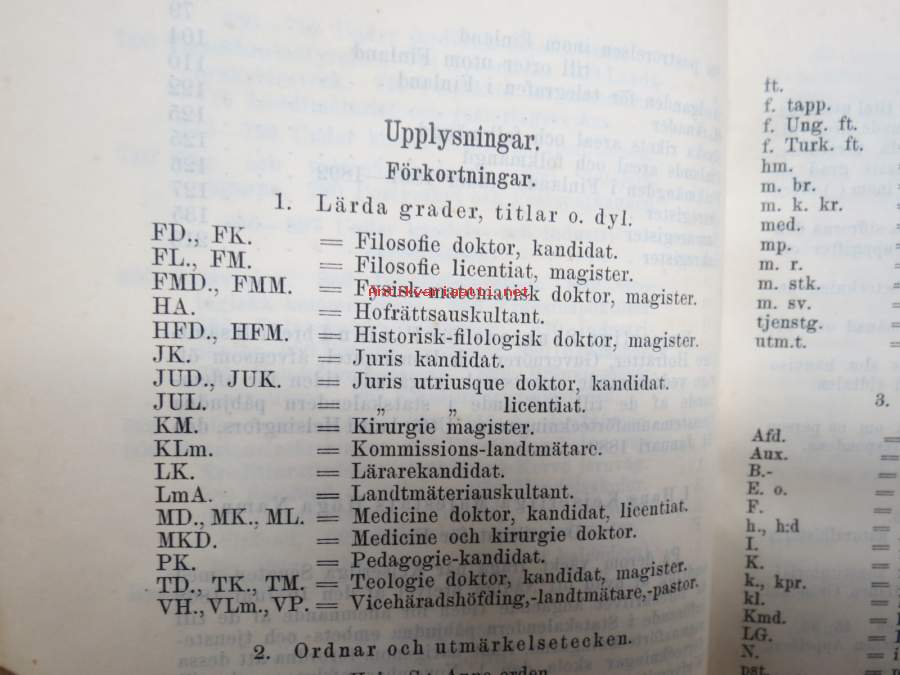 Upplysningar.
Förkortningar.
1. Lärda grader, titlar o. dyl.
FD., FK. = Filosofie doktor, kandidat.
FL., FM. = Filosofie licentiat, magister.
FMD., FMM. = Fysisk-matematisk doktor, magister.
HA. = Hofrättsauskultant.
HFD., HFM. = Historisk-filologisk doktor, magister.
JK. = Juris kandidat.
JUD., JUK. = Juris utriusque doktor, kandidat.
JUL. = „ „ licentiat.
KM. = Kirurgie magister.
KLm. = Kommissions-landtmätare.
LK. = Lärarekandidat.
LmA. = Landtmäteriauskultant.
MD., MK., ML. = Medicine doktor, kandidat, licentiat.
MKD. = Medicine och kirurgie doktor.
PK. = Pedagogie-kandidat.
TD., TK., TM. = Teologie doktor, kandidat, magister.
VH., VLm., VP. = Vicehäradshöfding,-landtmätare,-pastor.
2. Ordnar och utmärkelsetecken.
ft.
f. tapp.
f. Ung. ft.
f. Turk. ft.
hm.
m. br.
m. k. kr.
med.
mp.
m. r.
m. stk.
m. sv.
tjenstg.
utm.t. =
3.
Afd. =
Aux. =
B.- =
E. o. =
F. =
h., h:d =
I. =
K. =
k., kpr. =
kl. =
Kmd. =
LG. =
N. =
pst.